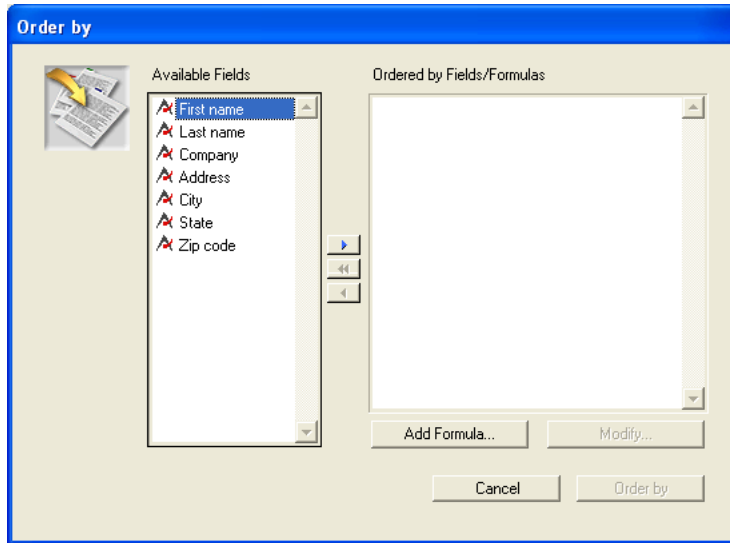 Order by
Available Fields
Ordered by Fields/Formulas
First name
Last name
Company
Address
City
State
Zip code
Add Formula...
Modify...
Cancel
Order by